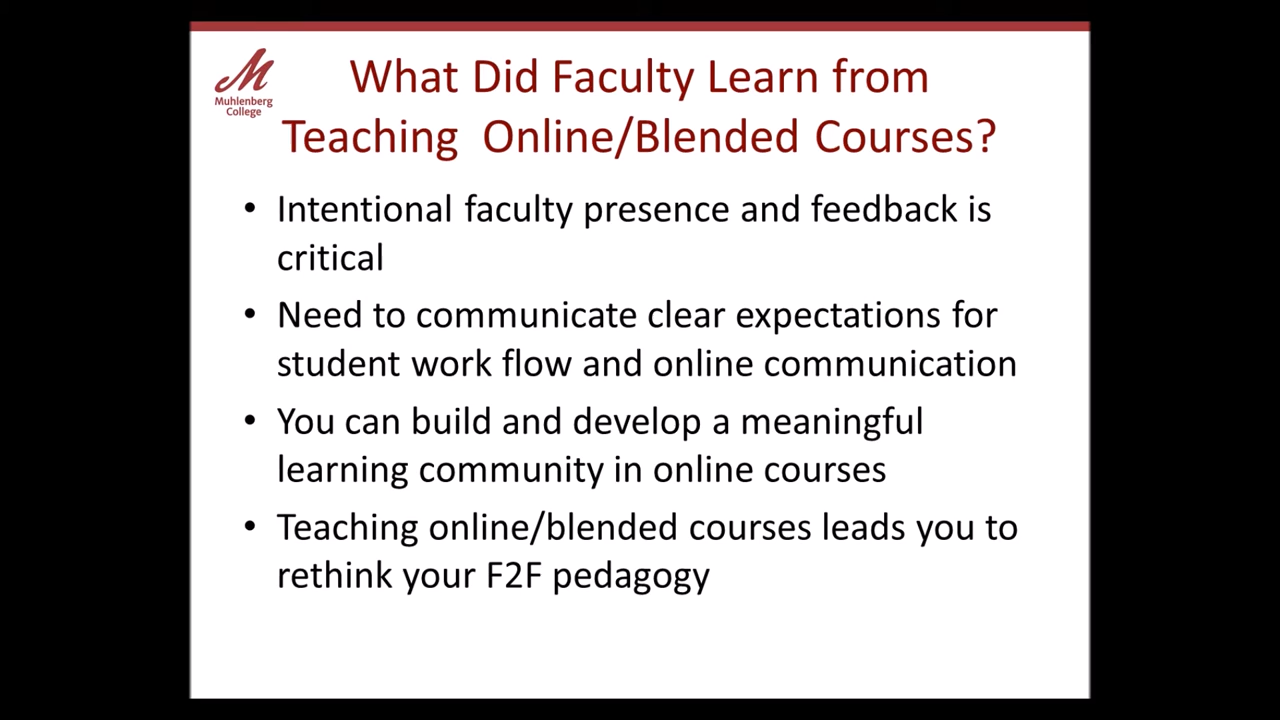 Muhlenberg
College
What Did Faculty Learn from
Teaching Online/Blended Courses?
• Intentional faculty presence and feedback is
critical
• Need to communicate clear expectations for
student work flow and online communication
• You can build and develop a meaningful
learning community in online courses
• Teaching online/blended courses leads you to
rethink your F2F pedagogy